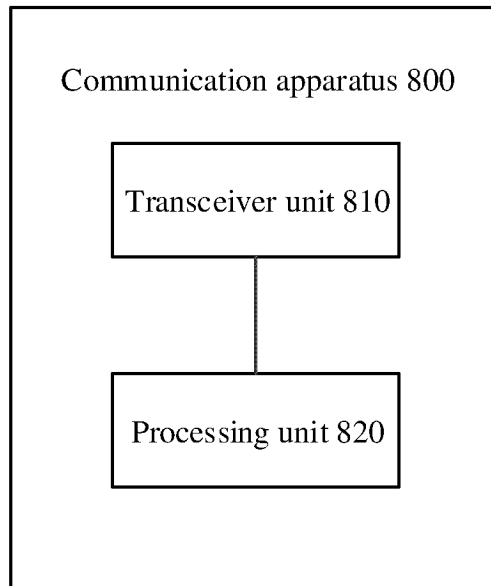 Communication apparatus 800
Transceiver unit 810
Processing unit 820